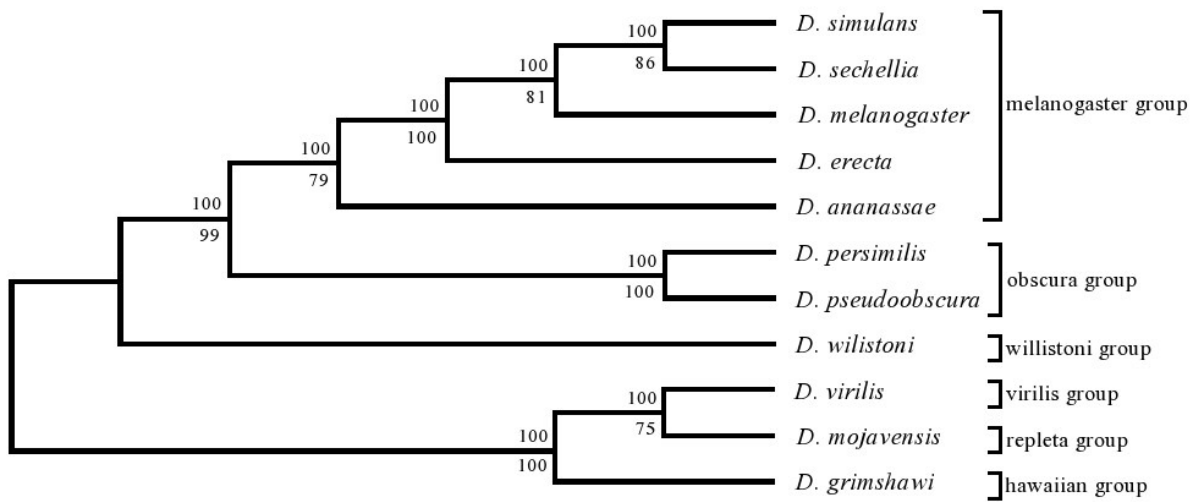 100
86
D. simulans
D. sechellia
100
81
D. melanogaster
100
100
D. erecta
100
79
D. ananassae
melanogaster group
100
99
100
100
D. persimilis
D. pseudoobscura
obscura group
D. wilistoni
willistoni group
100
75
D. virilis
virilis group
D. mojavensis
repleta group
100
100
D. grimshawi
hawaiian group